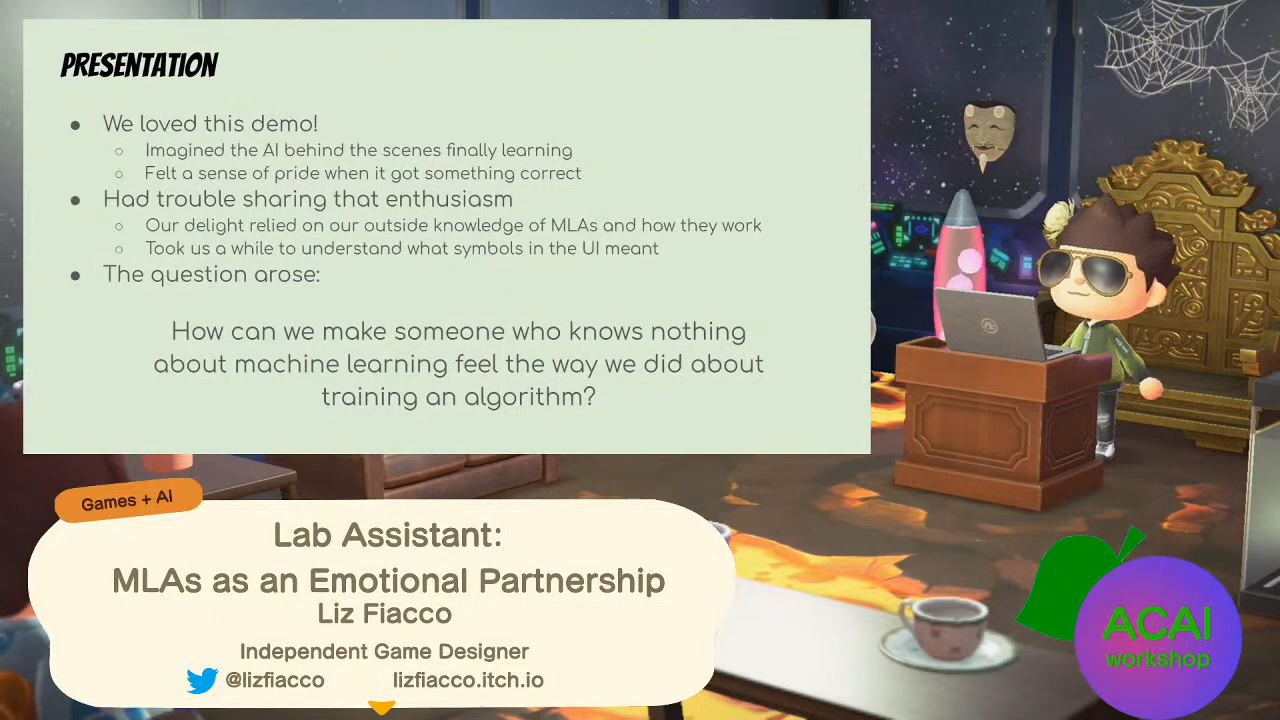 PRESENTATION
We loved this demo!
Imagined the AI behind the scenes finally learning
Felt a sense of pride when it got something correct
Had trouble sharing that enthusiasm
Our delight relied on our outside knowledge of MLAs and how they work
Took us a while to understand what symbols in the UI meant
The question arose:
How can we make someone who knows nothing
about machine learning feel the way we did about
training an algorithm?
Games + AI
Lab Assistant:
MLAs as an Emotional Partnership
Liz Fiacco
Independent Game Designer
@lizfiacco lizfiacco.itch.io
ACAI
workshop